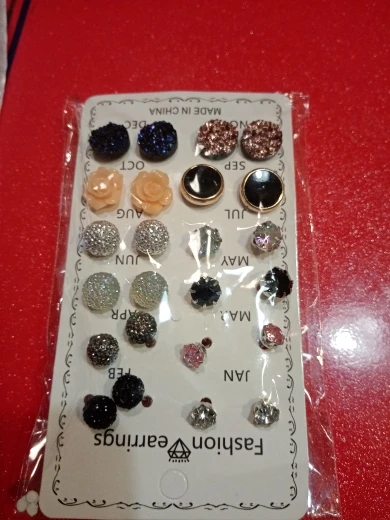 Fashion earrings
JAN FEB
MAR APR
MAY JUN
JUL AUG
SEP OCT
NOV DEC
MADE IN CHINA